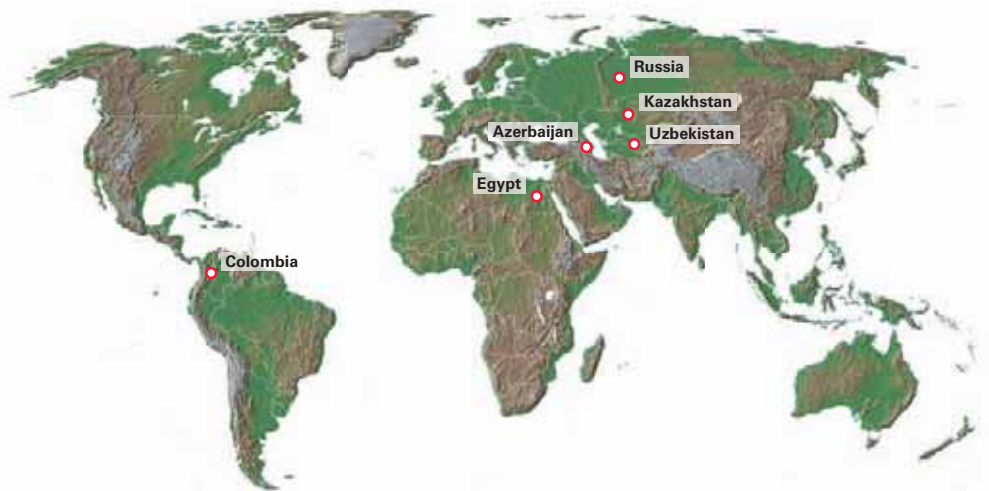 Russia
Kazakhstan
Azerbaijan
Uzbekistan
Egypt
Colombia